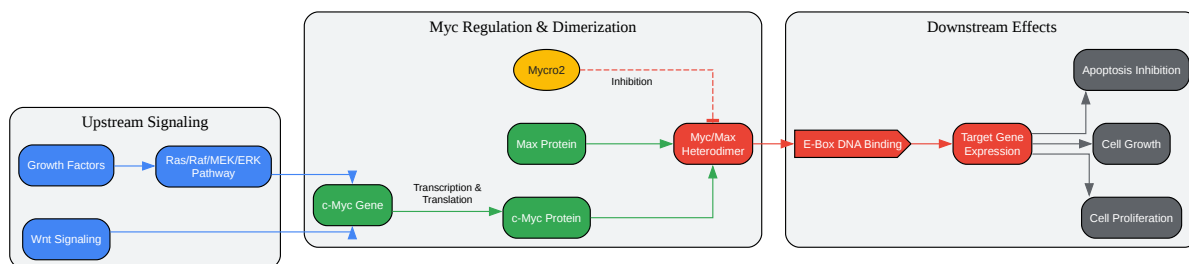 Upstream Signaling
Growth Factors
Ras/Raf/MEK/ERK
Pathway
Wnt Signaling
Myc Regulation & Dimerization
Mycro2
Inhibition
Max Protein
Myc/Max
Heterodimer
c-Myc Gene
Transcription &
Translation
c-Myc Protein
Downstream Effects
E-Box DNA Binding
Target Gene
Expression
Apoptosis Inhibition
Cell Growth
Cell Proliferation